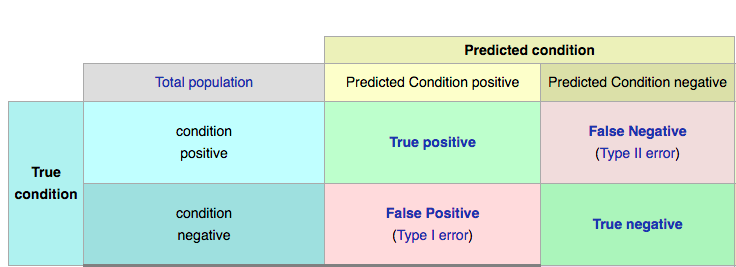 Predicted condition
Total population
Predicted Condition positive
Predicted Condition negative
True
condition
condition
positive
True positive
False Negative
(Type II error)
condition
negative
False Positive
(Type I error)
True negative